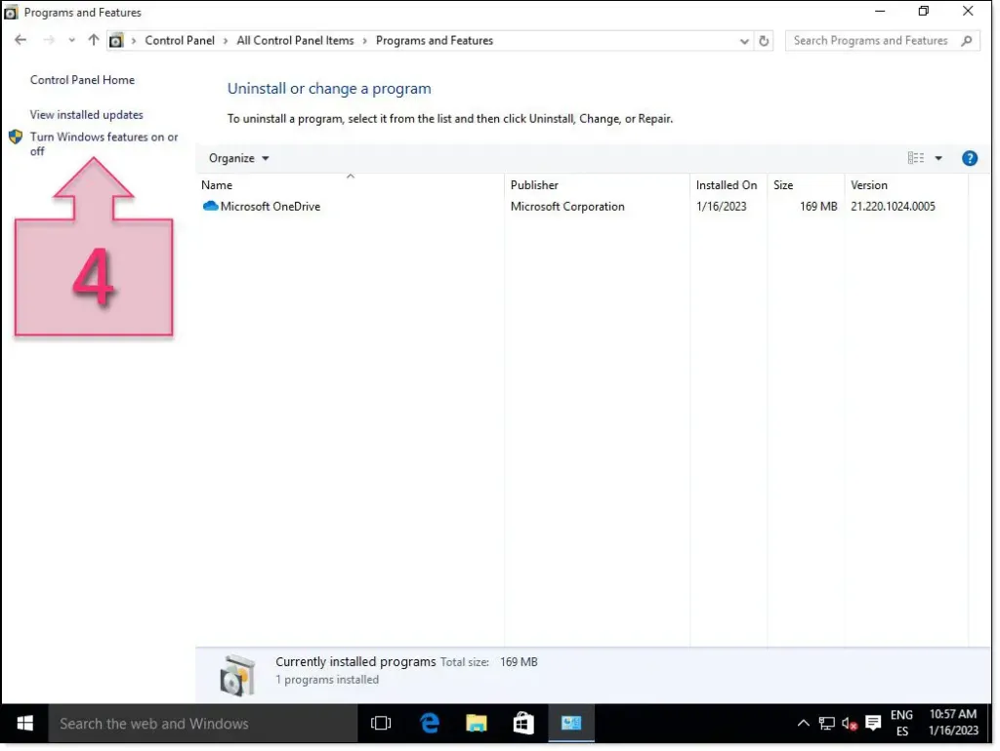 Programs and Features
Control Panel > All Control Panel Items > Programs and Features
Search Programs and Features
Control Panel Home
View installed updates
Turn Windows features on or
off
4
Uninstall or change a program
To uninstall a program, select it from the list and then click Uninstall, Change, or Repair.
Organize
Name Publisher Installed On Size Version
Microsoft OneDrive Microsoft Corporation 1/16/2023 169 MB 21.220.1024.0005
Currently installed programs Total size: 169 MB
1 programs installed
Search the web and Windows
ENG
ES
10:57 AM
1/16/2023